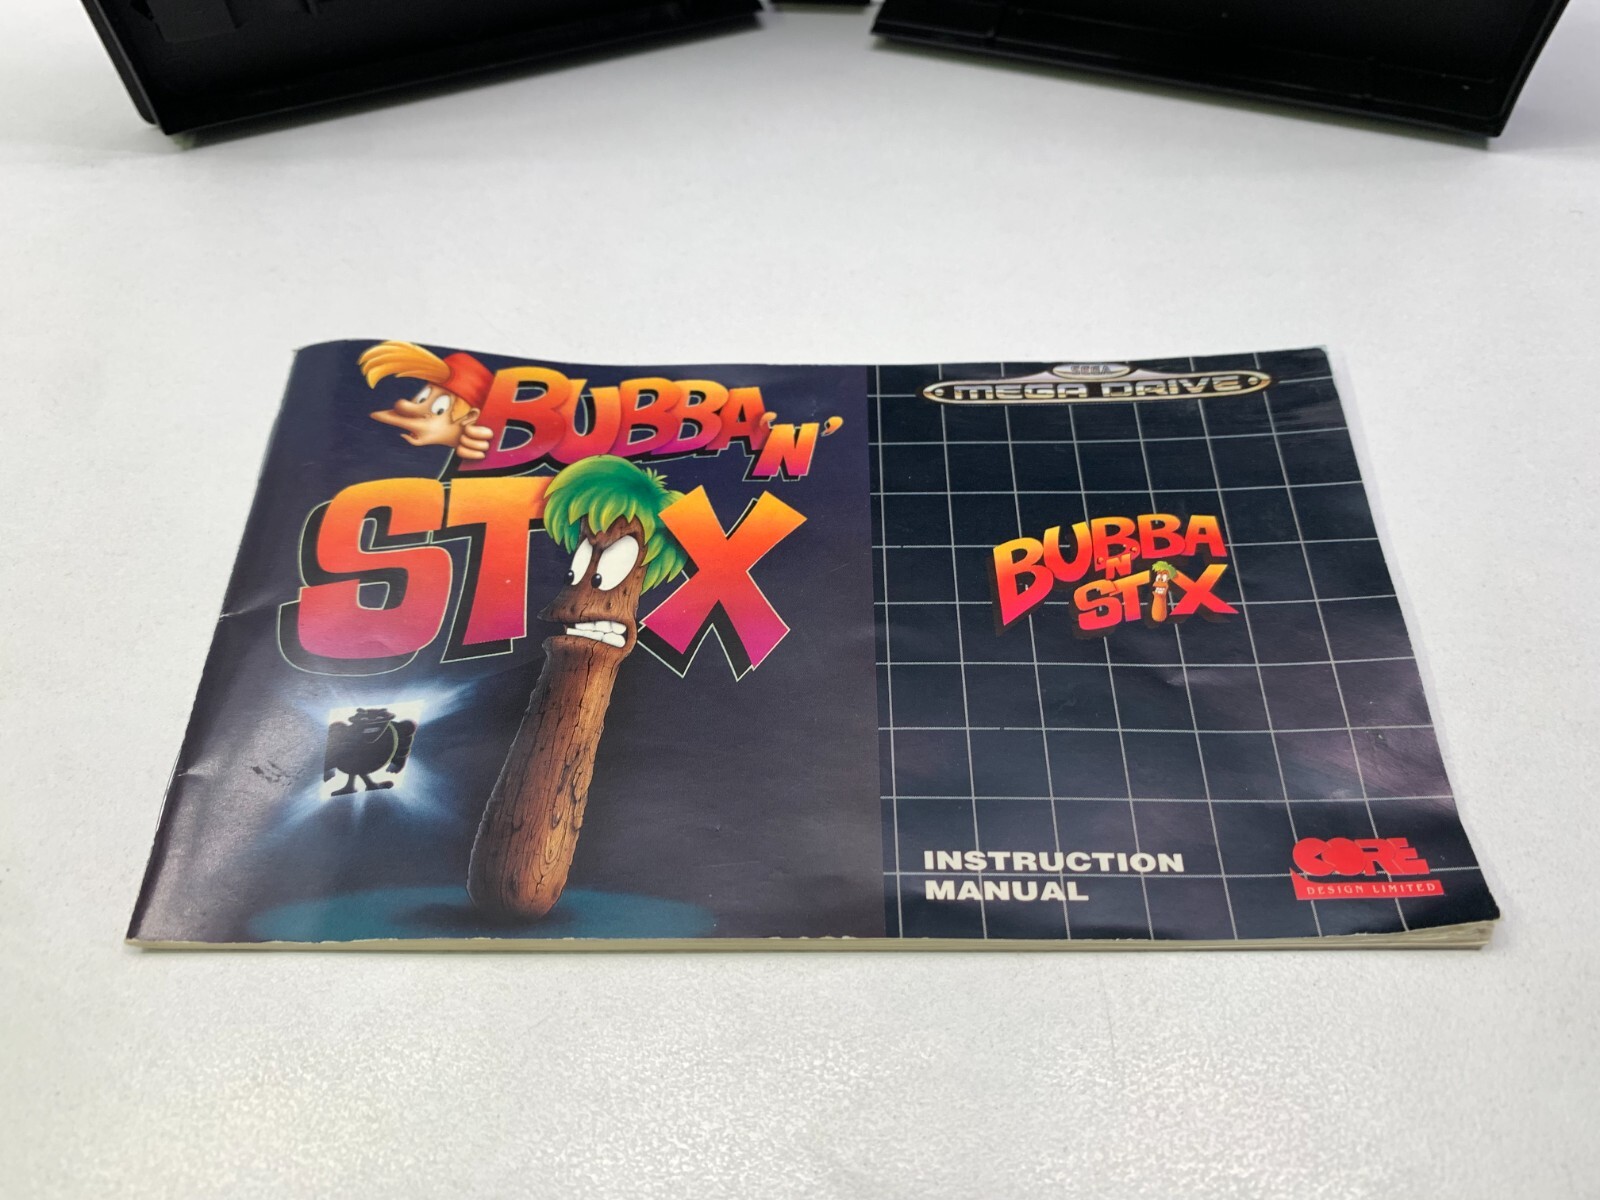 BUBBA 'N'
STIX
SEGA
MEGA DRIVE
BUBBA
'N'
STIX
INSTRUCTION
MANUAL
CORE
DESIGN LIMITED